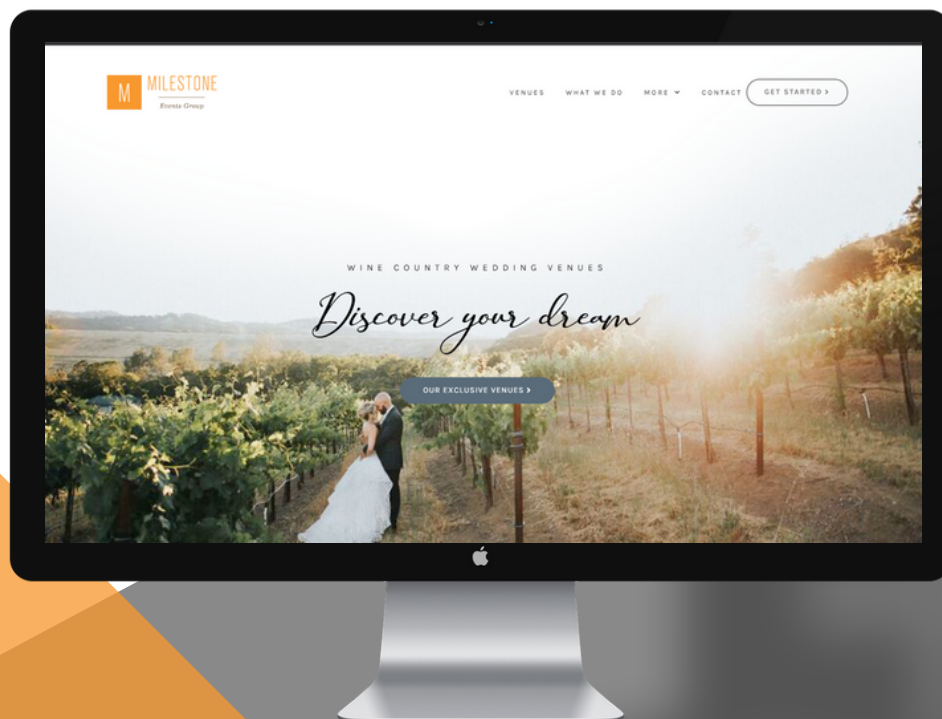 M
MILESTONE
Events Group
VENUES WHAT WE DO MORE CONTACT GET STARTED >
WINE COUNTRY WEDDING VENUES
Discover your dream
OUR EXCLUSIVE VENUES >